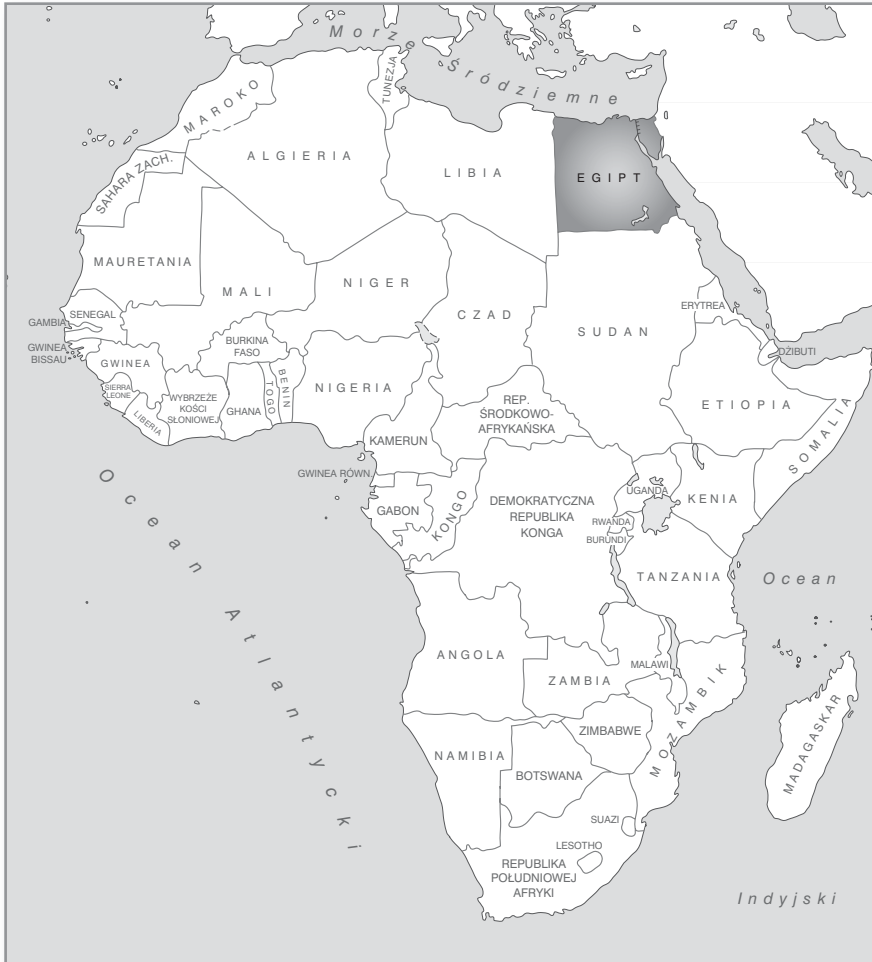 Morze
Śródziemne
MAROKO
TUNEZJA
ALGIERIA
LIBIA
EGIPT
SAHARA ZACH.
MAURETANIA
MALI
NIGER
CZAD
SUDAN
ERYTREA
SENEGAL
GAMBIA
GWINEA
BISSAU
GWINEA
SIERRA
LEONE
LIBERIA
WYBRZEŻE
KOŚCI
SŁONIOWEJ
BURKINA
FASO
GHANA
TOGO
BENIN
NIGERIA
DŻIBUTI
ETIOPIA
SOMALIA
REP.
ŚRODKOWO-
AFRYKAŃSKA
KAMERUN
GWINEA RÓWN.
GABON
KONGO
DEMOKRATYCZNA
REPUBLIKA
KONGA
UGANDA
KENIA
RWANDA
BURUNDI
TANZANIA
Ocean
Ocean Atlantycki
ANGOLA
ZAMBIA
MALAWI
MOZAMBIK
ZIMBABWE
NAMIBIA
BOTSWANA
MADAGASKAR
SUAZI
LESOTHO
REPUBLIKA
POŁUDNIOWEJ
AFRYKI
Indyjski